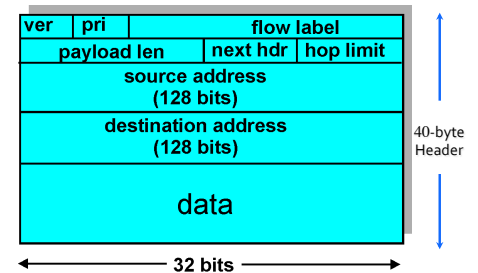 ver pri flow label
payload len next hdr hop limit
source address
(128 bits)
destination address
(128 bits)
data
40-byte
Header
32 bits